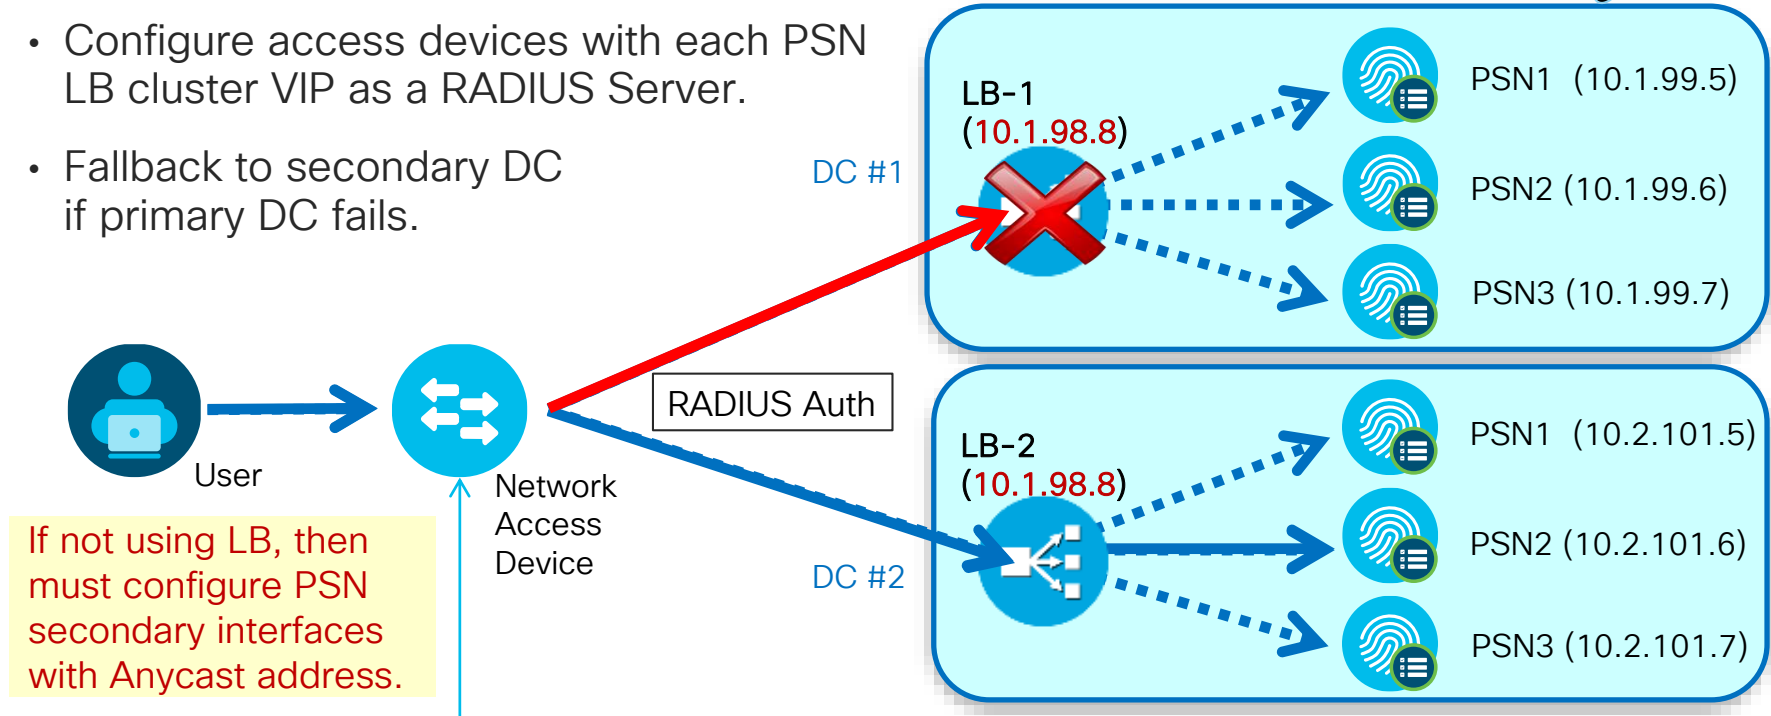 • Configure access devices with each PSN
LB cluster VIP as a RADIUS Server.
• Fallback to secondary DC
if primary DC fails.
DC #1
LB-1
(10.1.98.8)
PSN1 (10.1.99.5)
PSN2 (10.1.99.6)
PSN3 (10.1.99.7)
RADIUS Auth
User
Network
Access
Device
DC #2
LB-2
(10.1.98.8)
PSN1 (10.2.101.5)
PSN2 (10.2.101.6)
PSN3 (10.2.101.7)
If not using LB, then
must configure PSN
secondary interfaces
with Anycast address.